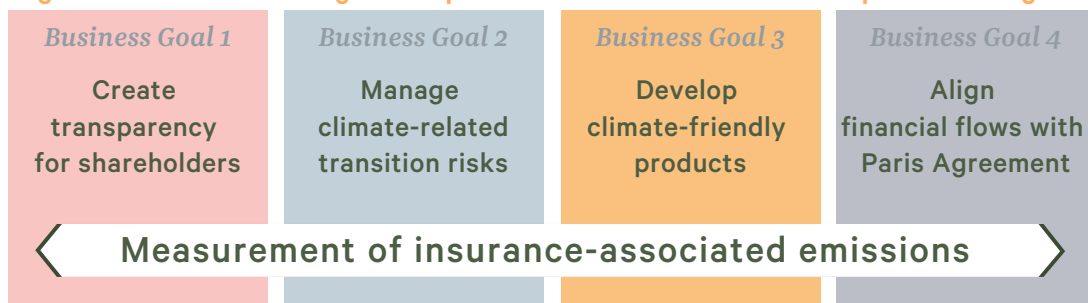 Business Goal 1
Create
transparency
for shareholders
Business Goal 2
Manage
climate-related
transition risks
Business Goal 3
Develop
climate-friendly
products
Business Goal 4
Align
financial flows with
Paris Agreement
Measurement of insurance-associated emissions